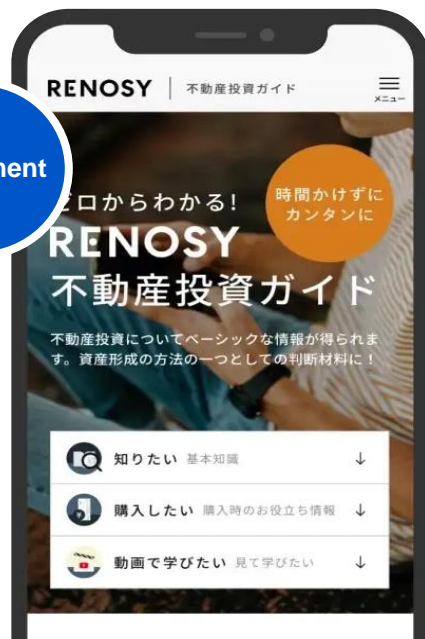 RENOSY 不動産投資ガイド
メニュー
時間かけずに
カンタンに
ゼロからわかる!
RENOSY
不動産投資ガイド
不動産投資についてベーシックな情報が得られま
す。資産形成の方法の一つとしての判断材料に!
知りたい 基本知識 ↓
購入したい 購入時のお役立ち情報 ↓
動画で学びたい 見て学びたい ↓